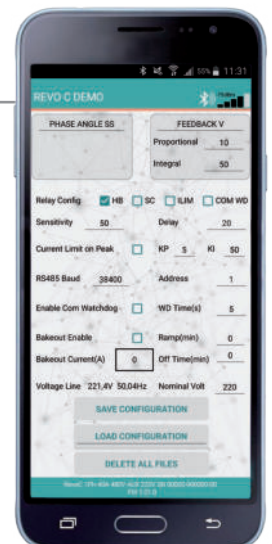 55% 11:31
REVO C DEMO
PHASE ANGLE SS
FEEDBACK V
Proportional 10
Integral 50
Relay Config. HB SC ILIM COM WD
Sensitivity 50 Delay 20
Current Limit on Peak KP 5 KI 50
RS485 Baud 38400 Address 1
Enable Com Watchdog WD Time(s) 5
Bakeout Enable Ramp(min) 0
Bakeout Current(A) 0 Off Time(min) 0
Voltage Line 221,4V 50,04Hz Nominal Volt 220
SAVE CONFIGURATION
LOAD CONFIGURATION
DELETE ALL FILES